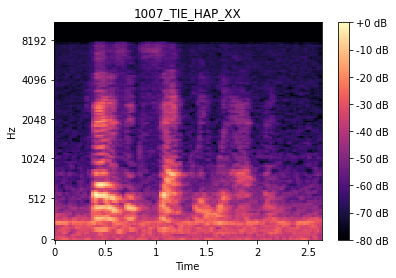 1007_TIE_HAP_XX
8192
4096
2048
1024
512
0
Hz
0
0.5
1
1.5
2
2.5
Time
+0 dB
-10 dB
-20 dB
-30 dB
-40 dB
-50 dB
-60 dB
-70 dB
-80 dB